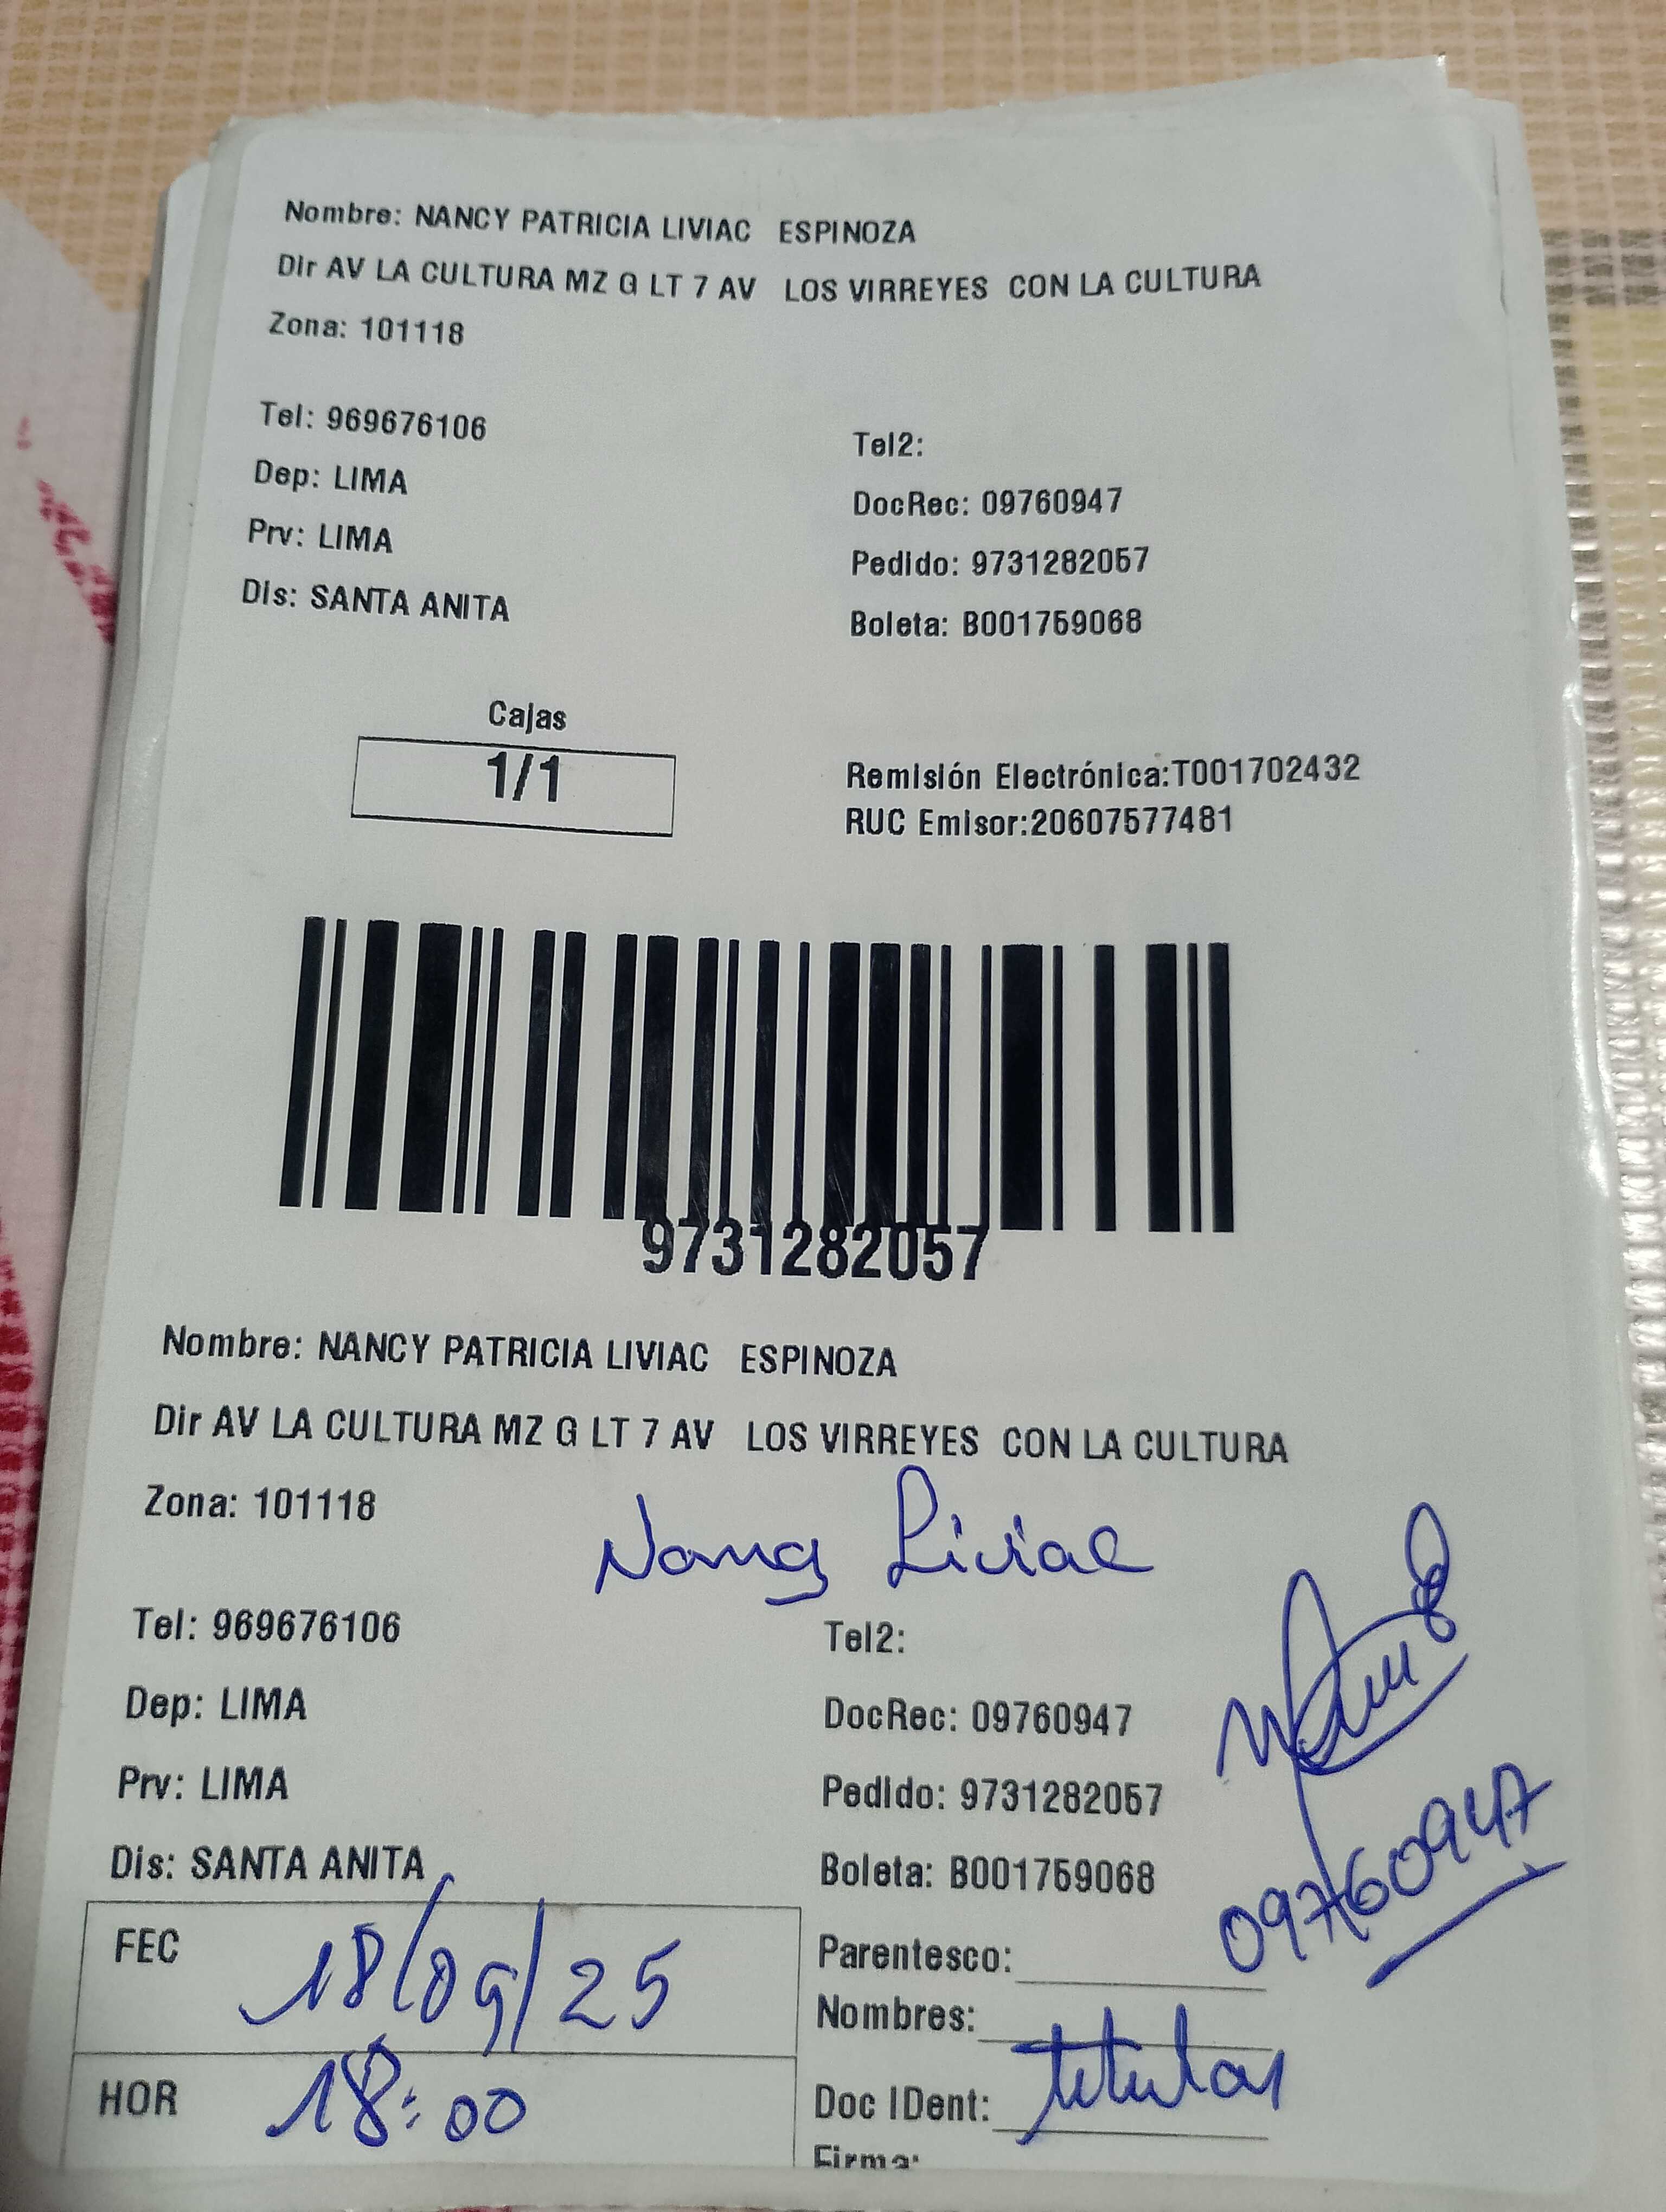 Nombre: NANCY PATRICIA LIVIAC ESPINOZA
Dir AV LA CULTURA MZ G LT 7 AV LOS VIRREYES CON LA CULTURA
Zona: 101118
Tel: 969676106
Tel2:
Dep: LIMA
DocRec: 09760947
Prv: LIMA
Pedido: 9731282057
Dis: SANTA ANITA
Boleta: B001759068
Cajas
1/1
Remisión Electrónica:T001702432
RUC Emisor:20607577481
9731282057
Nombre: NANCY PATRICIA LIVIAC ESPINOZA
Dir AV LA CULTURA MZ G LT 7 AV LOS VIRREYES CON LA CULTURA
Zona: 101118
Nancy Liviac
Tel: 969676106
Tel2:
Dep: LIMA
DocRec: 09760947
Prv: LIMA
Pedido: 9731282057
Dis: SANTA ANITA
Boleta: B001759068
09760947
FEC 18/09/25
Parentesco:
Nombres:
titular
HOR 18:00
Doc IDent:
Firma: